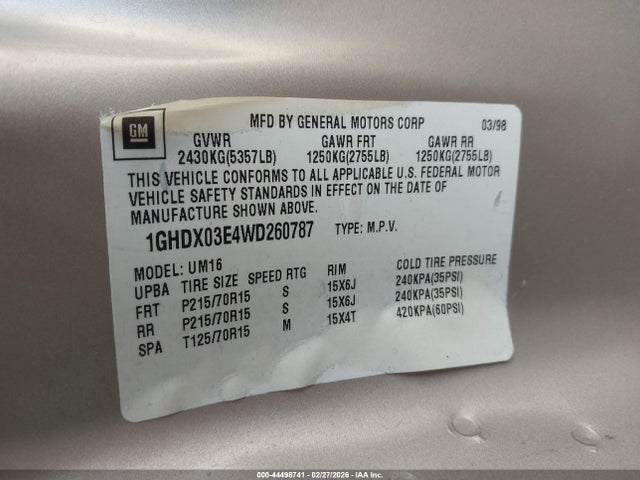 GM
MFD BY GENERAL MOTORS CORP 03/98
GVWR GAWR FRT GAWR RR
2430KG(5357LB) 1250KG(2755LB) 1250KG(2755LB)
THIS VEHICLE CONFORMS TO ALL APPLICABLE U.S. FEDERAL MOTOR
VEHICLE SAFETY STANDARDS IN EFFECT ON THE DATE OF
MANUFACTURE SHOWN ABOVE.
1GHDX03E4WD260787 TYPE: M.P.V.
MODEL: UM16
UPBA TIRE SIZE SPEED RTG RIM COLD TIRE PRESSURE
FRT P215/70R15 S 15X6J 240KPA(35PSI)
RR P215/70R15 S 15X6J 240KPA(35PSI)
SPA T125/70R15 M 15X4T 420KPA(60PSI)
000-44498741 - 02/27/2026 - IAA Inc.